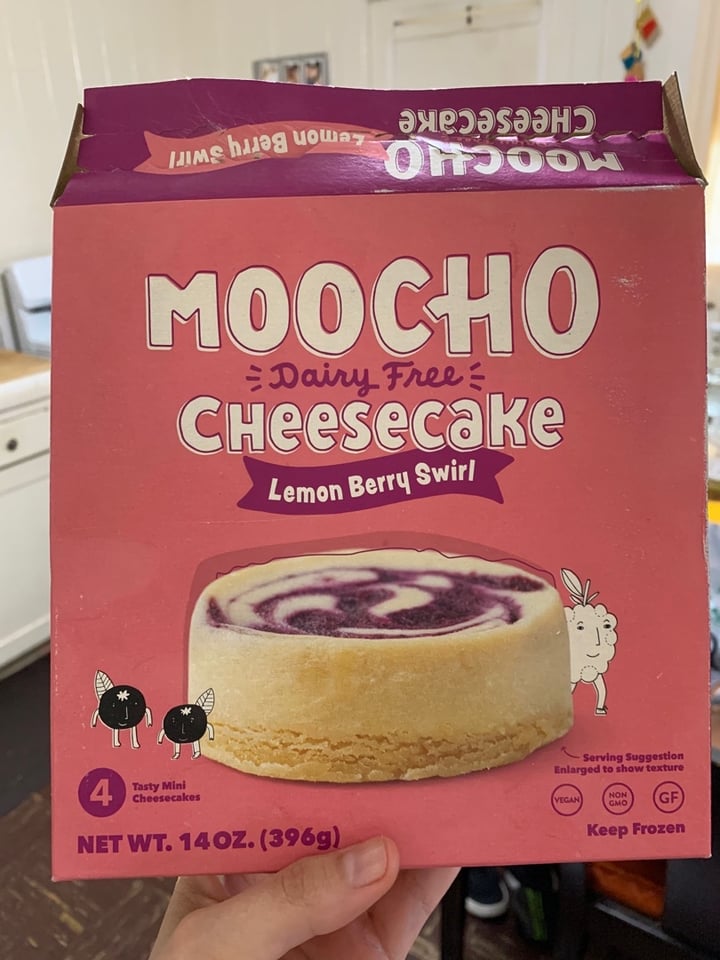 Cheesecake
MOOCHO
Lemon Berry Swirl
MOOCHO
Dairy Free
Cheesecake
Lemon Berry Swirl
4
Tasty Mini
Cheesecakes
NET WT. 14 OZ. (396g)
Serving Suggestion
Enlarged to show texture
VEGAN
NON
GMO
GF
Keep Frozen